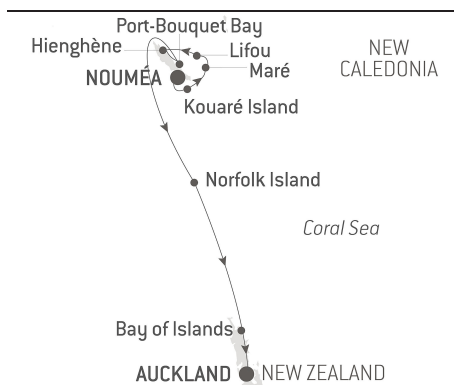 Port-Bouquet Bay
Hienghène
Lifou
NEW
CALEDONIA
Maré
NOUMÉA
Kouaré Island
Norfolk Island
Coral Sea
Bay of Islands
AUCKLAND
NEW ZEALAND